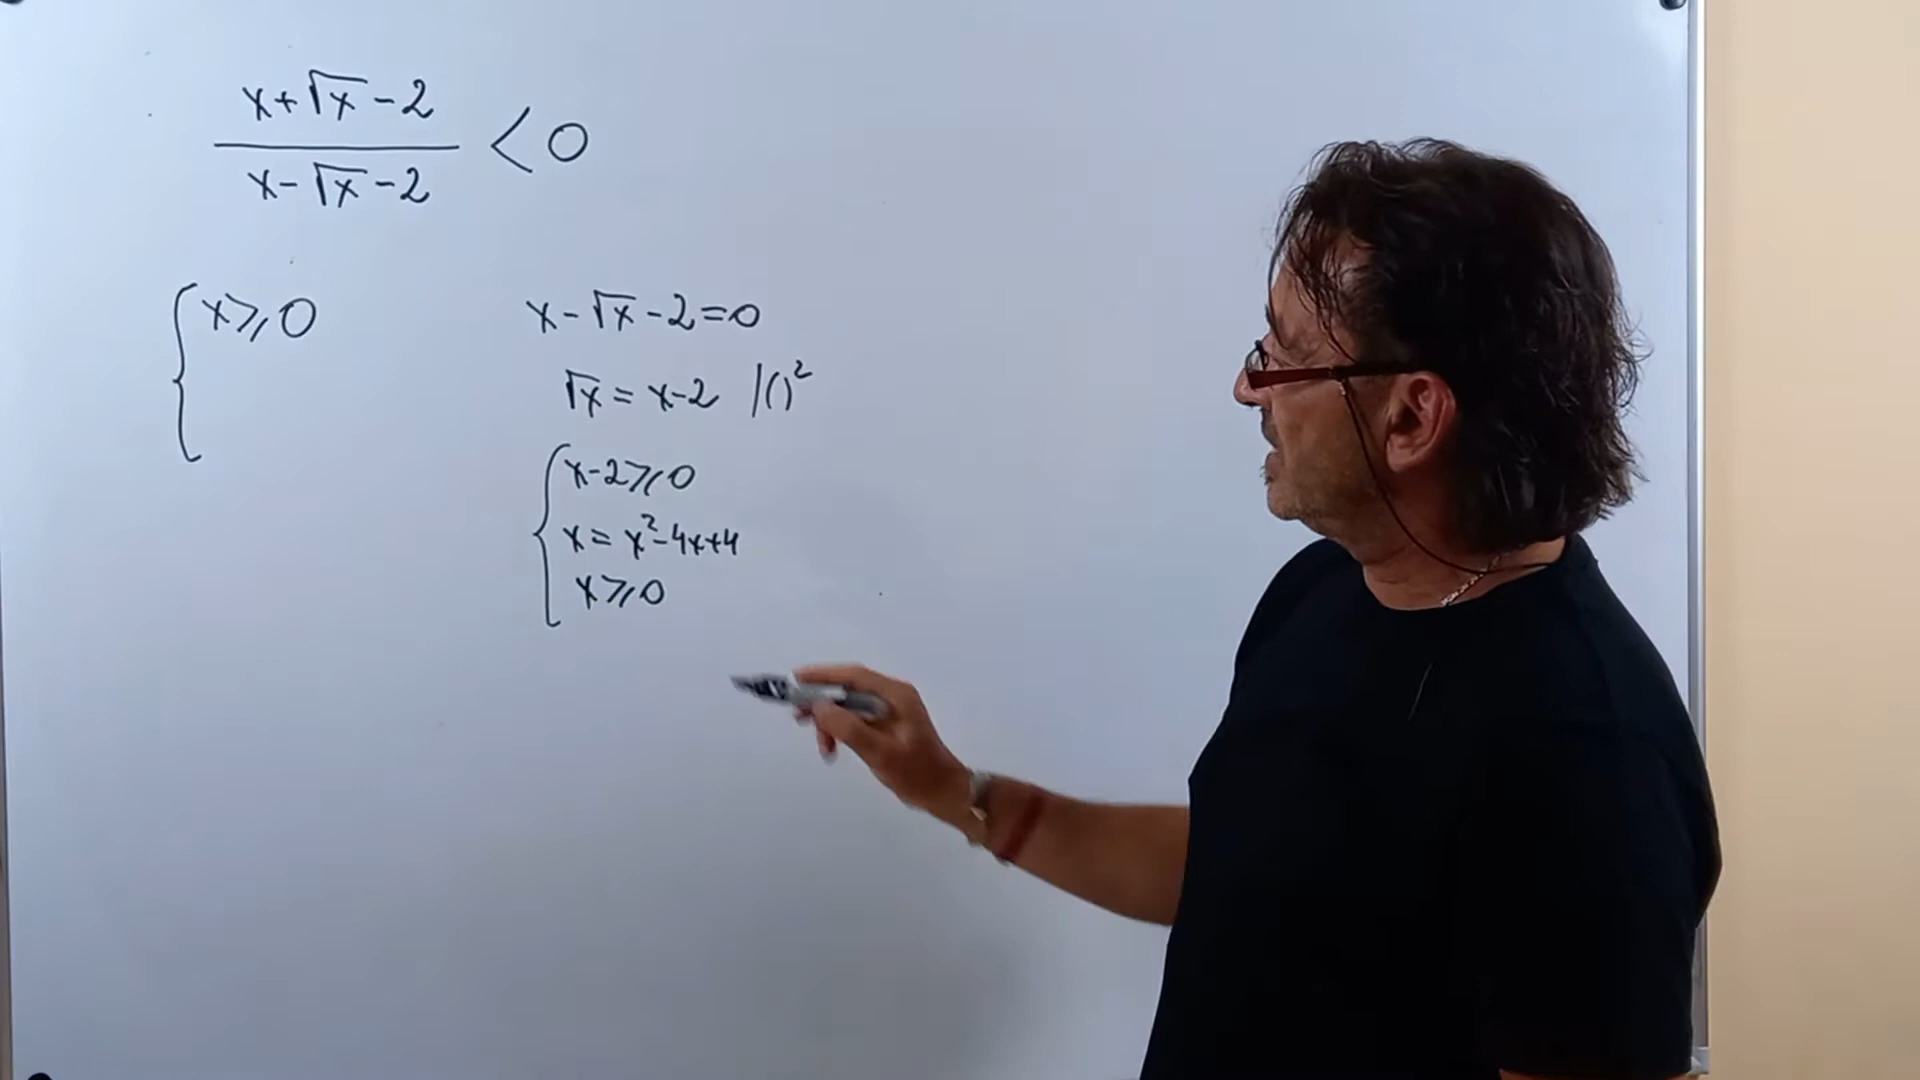 x+√x-2
x-√x-2
< 0
{ x⩾0
x-√x-2=0
√x = x-2 |()²
{ x-2⩾0
x = x²-4x+4
x⩾0